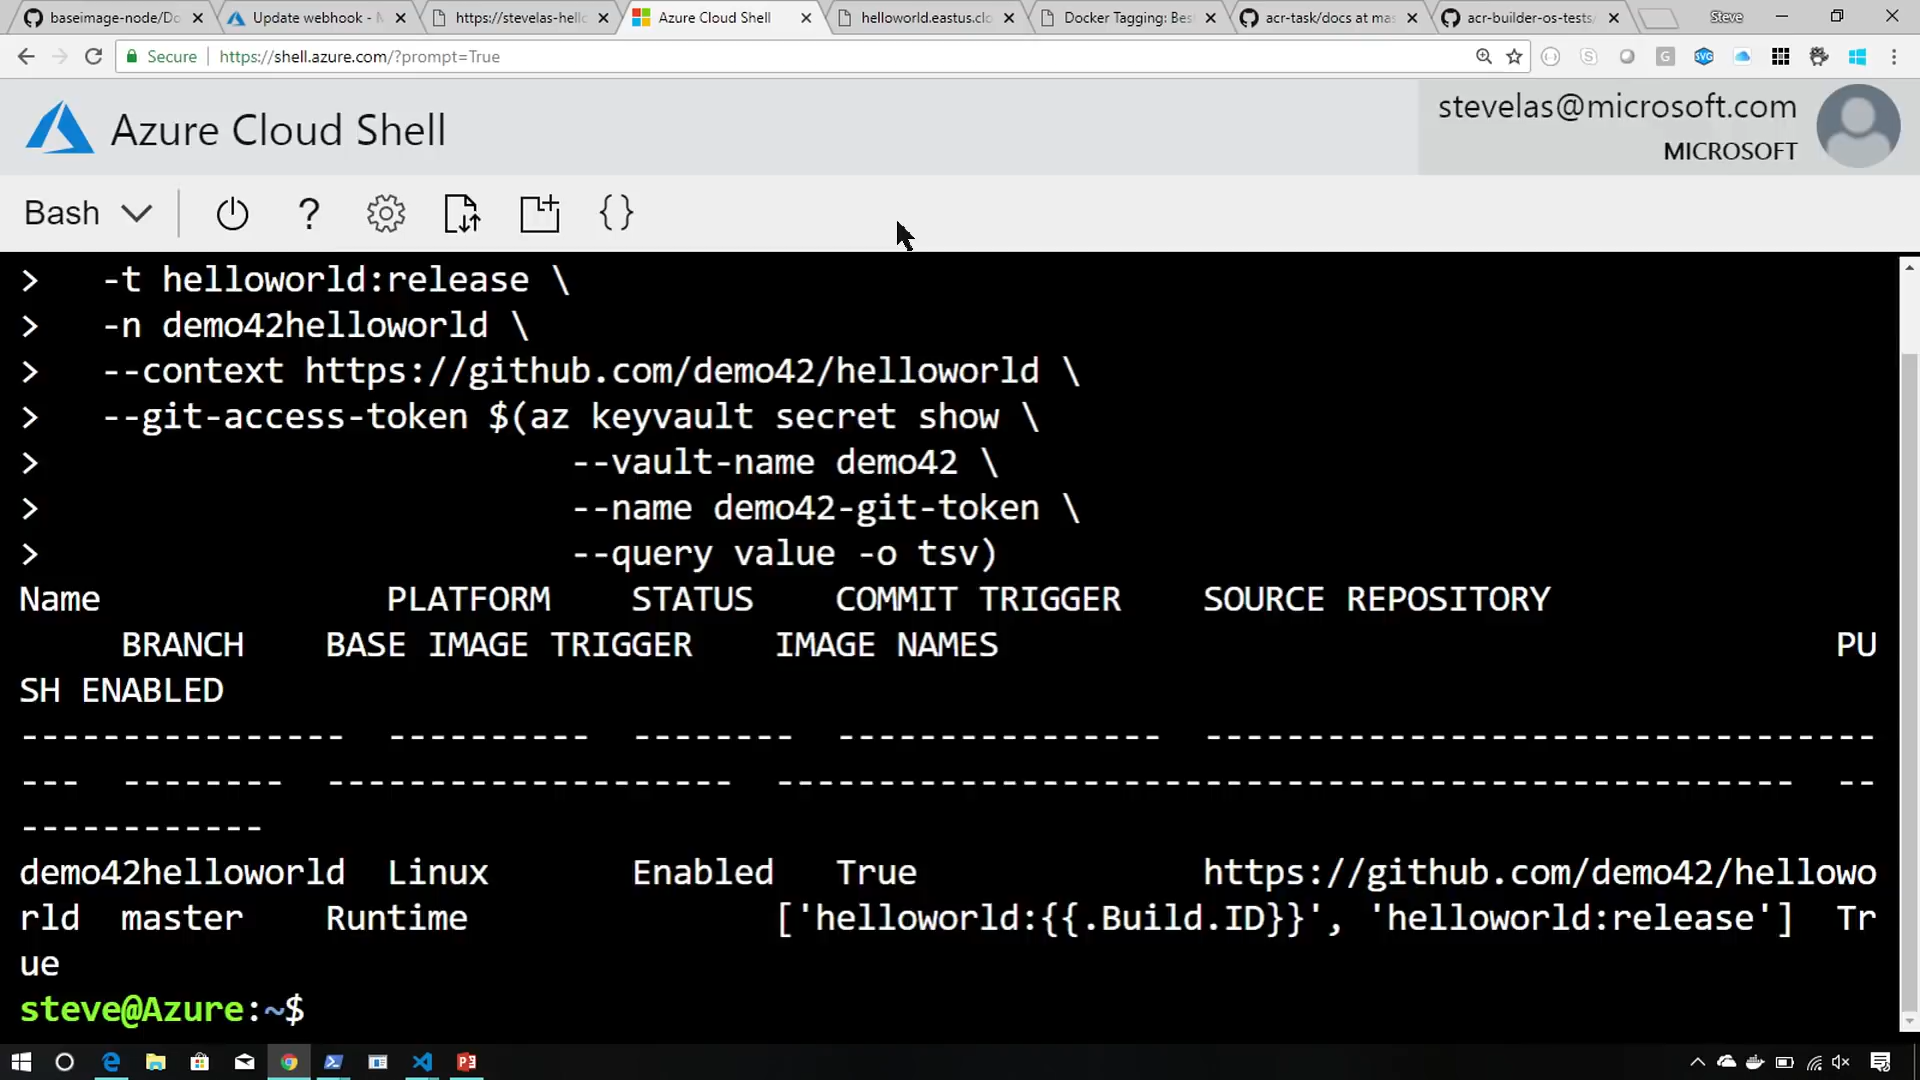 baseimage-node/Do
Update webhook - M
https://stevelas-hell
Azure Cloud Shell
helloworld.eastus.clo
Docker Tagging: Bes
acr-task/docs at mas
acr-builder-os-tests/
Steve
Secure
https://shell.azure.com/?prompt=True
Azure Cloud Shell
stevelas@microsoft.com
MICROSOFT
Bash
>   -t helloworld:release \
>   -n demo42helloworld \
>   --context https://github.com/demo42/helloworld \
>   --git-access-token $(az keyvault secret show \
>                          --vault-name demo42 \
>                          --name demo42-git-token \
>                          --query value -o tsv)
Name              PLATFORM    STATUS    COMMIT TRIGGER    SOURCE REPOSITORY
     BRANCH    BASE IMAGE TRIGGER    IMAGE NAMES                                         PU
SH ENABLED
----------------  ----------  --------  ----------------  ---------------------------------
---  --------  --------------------  --------------------------------------------------  --
------------
demo42helloworld  Linux       Enabled   True              https://github.com/demo42/hellowo
rld  master    Runtime               ['helloworld:{{.Build.ID}}', 'helloworld:release']  Tr
ue
steve@Azure:~$